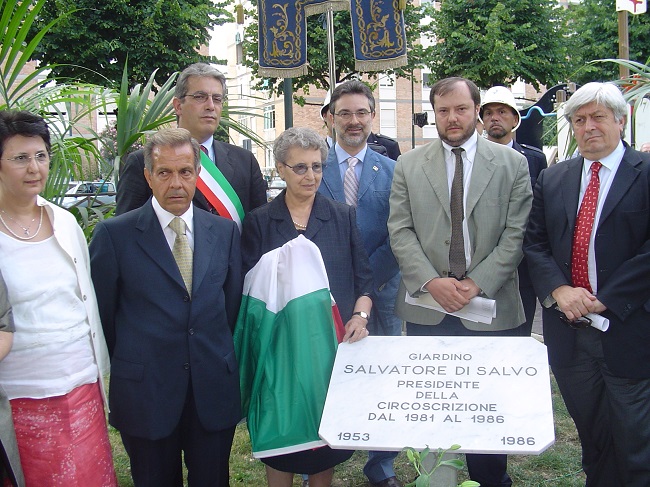 GIARDINO
SALVATORE DI SALVO
PRESIDENTE
DELLA
CIRCOSCRIZIONE
DAL 1981 AL 1986
1953 1986